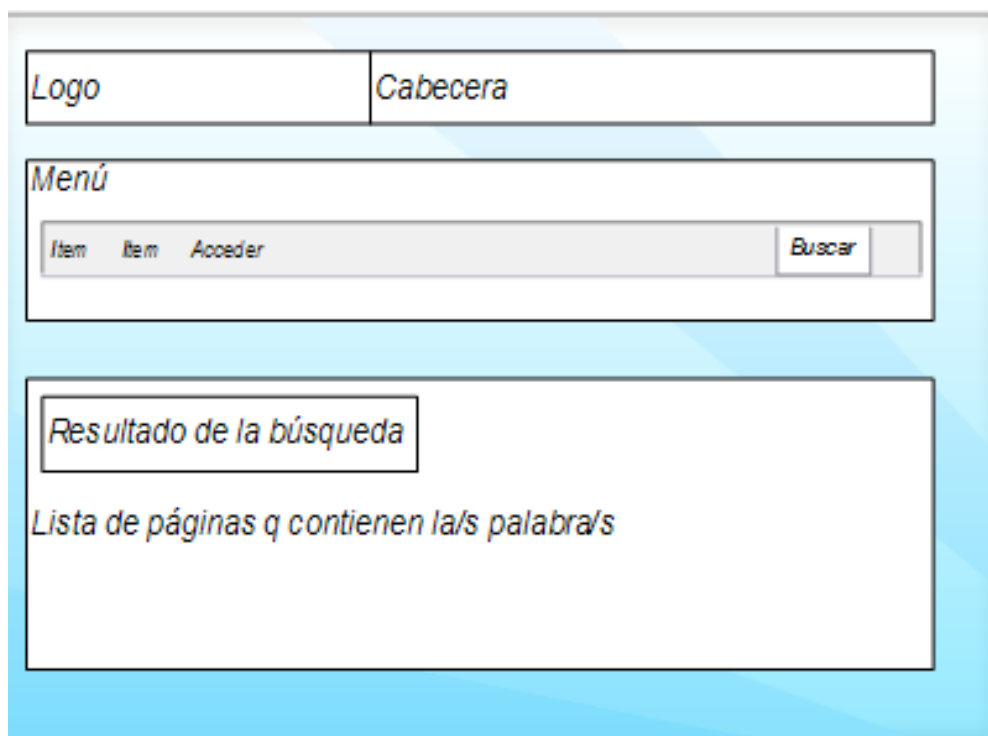 Logo Cabecera
Menú
Item Item Acceder Buscar
Resultado de la búsqueda
Lista de páginas q contienen la/s palabra/s